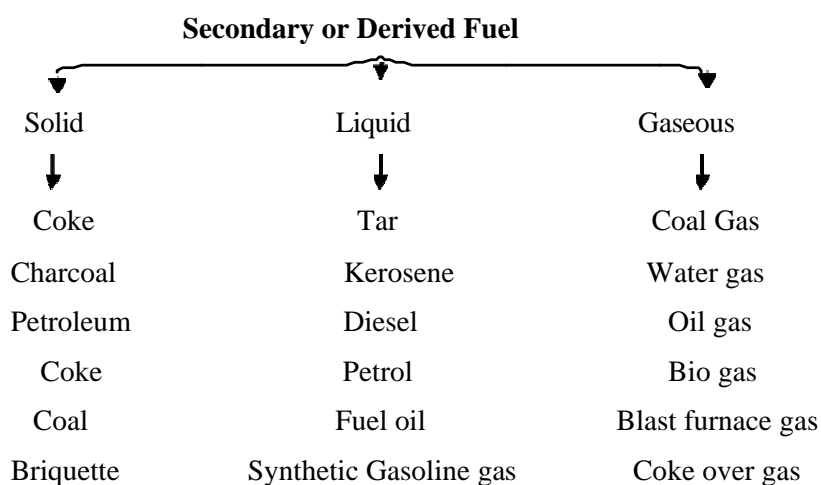 Secondary or Derived Fuel
Solid Liquid Gaseous
Coke Tar Coal Gas
Charcoal Kerosene Water gas
Petroleum Diesel Oil gas
Coke Petrol Bio gas
Coal Fuel oil Blast furnace gas
Briquette Synthetic Gasoline gas Coke over gas